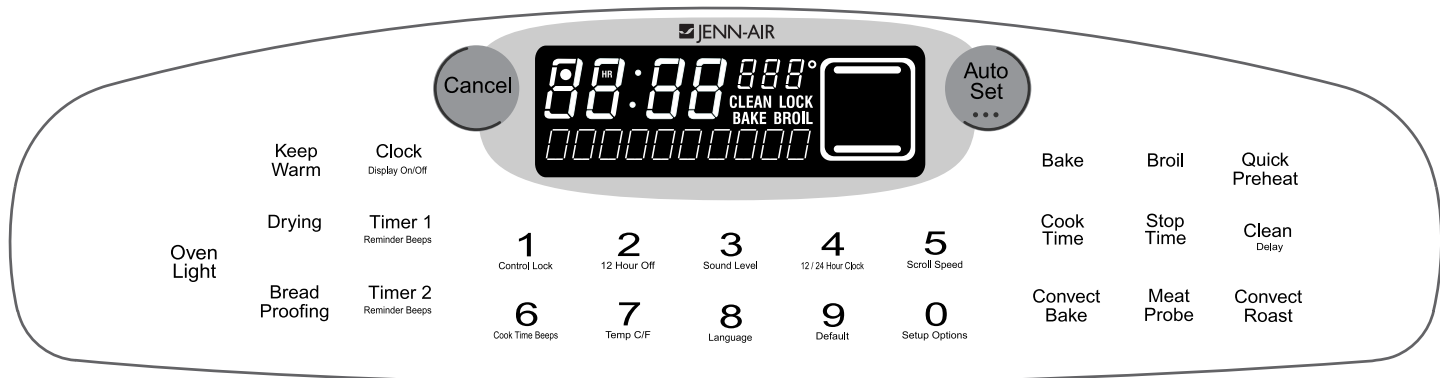 JENN-AIR
Cancel
HR
CLEAN LOCK
BAKE BROIL
Auto
Set
Keep
Warm
Clock
Display On/Off
Drying
Timer 1
Reminder Beeps
Oven
Light
Bread
Proofing
Timer 2
Reminder Beeps
1
Control Lock
2
12 Hour Off
3
Sound Level
4
12 / 24 Hour Clock
5
Scroll Speed
6
Cook Time Beeps
7
Temp C/F
8
Language
9
Default
0
Setup Options
Bake
Broil
Quick
Preheat
Cook
Time
Stop
Time
Clean
Delay
Convect
Bake
Meat
Probe
Convect
Roast